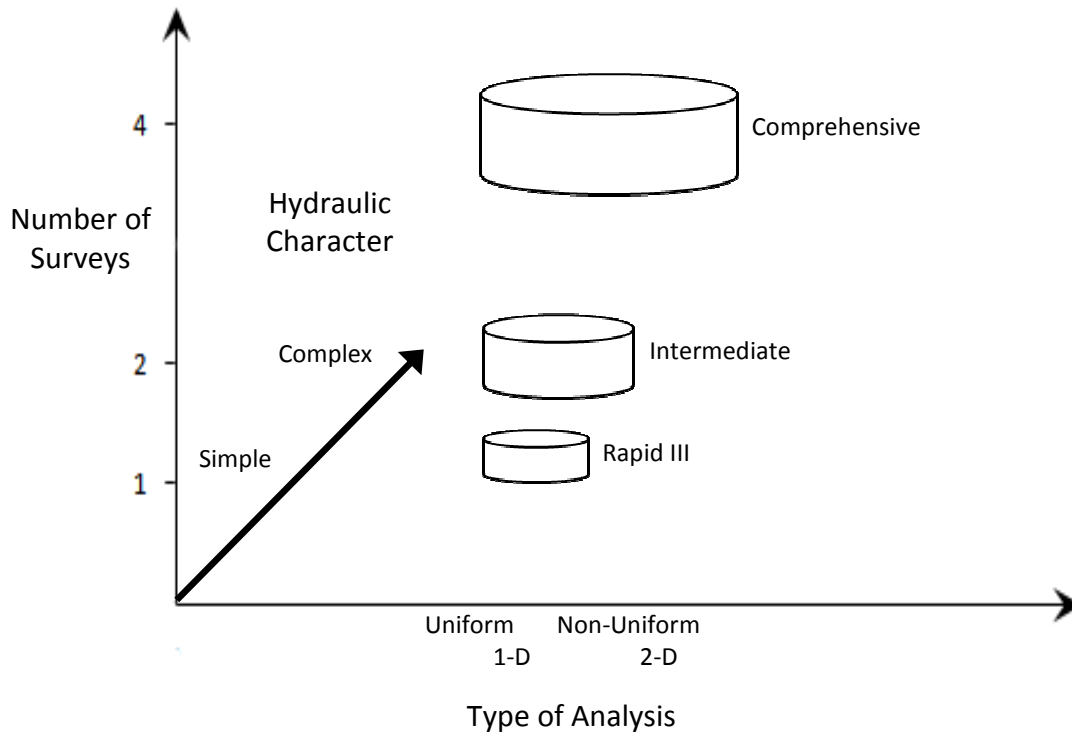 4
Comprehensive
Number of
Surveys
Hydraulic
Character
Complex
2
Intermediate
Simple
Rapid III
1
Uniform Non-Uniform
1-D 2-D
Type of Analysis